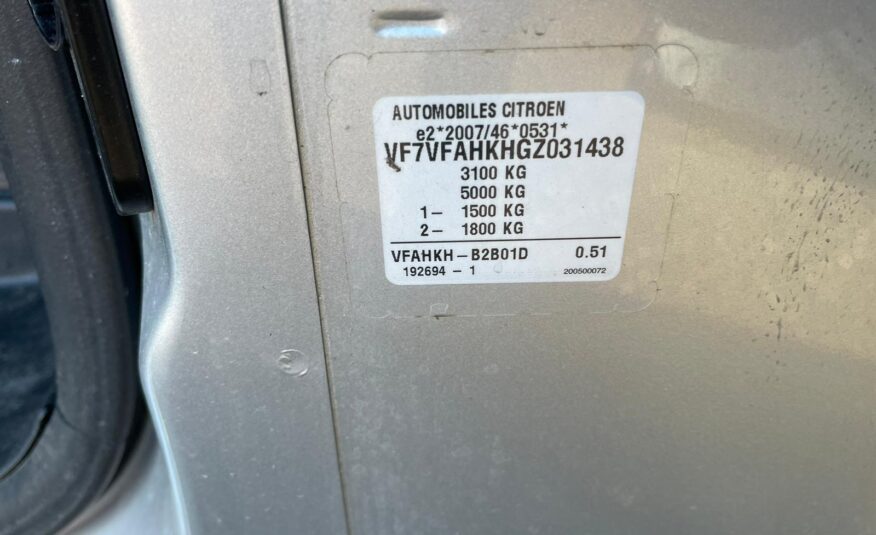 AUTOMOBILES CITROEN
e2*2007/46*0531*
VF7VFAHKHGZ031438
3100 KG
5000 KG
1- 1500 KG
2- 1800 KG
VFAHKH-B2B01D 0.51
192694-1 200500072